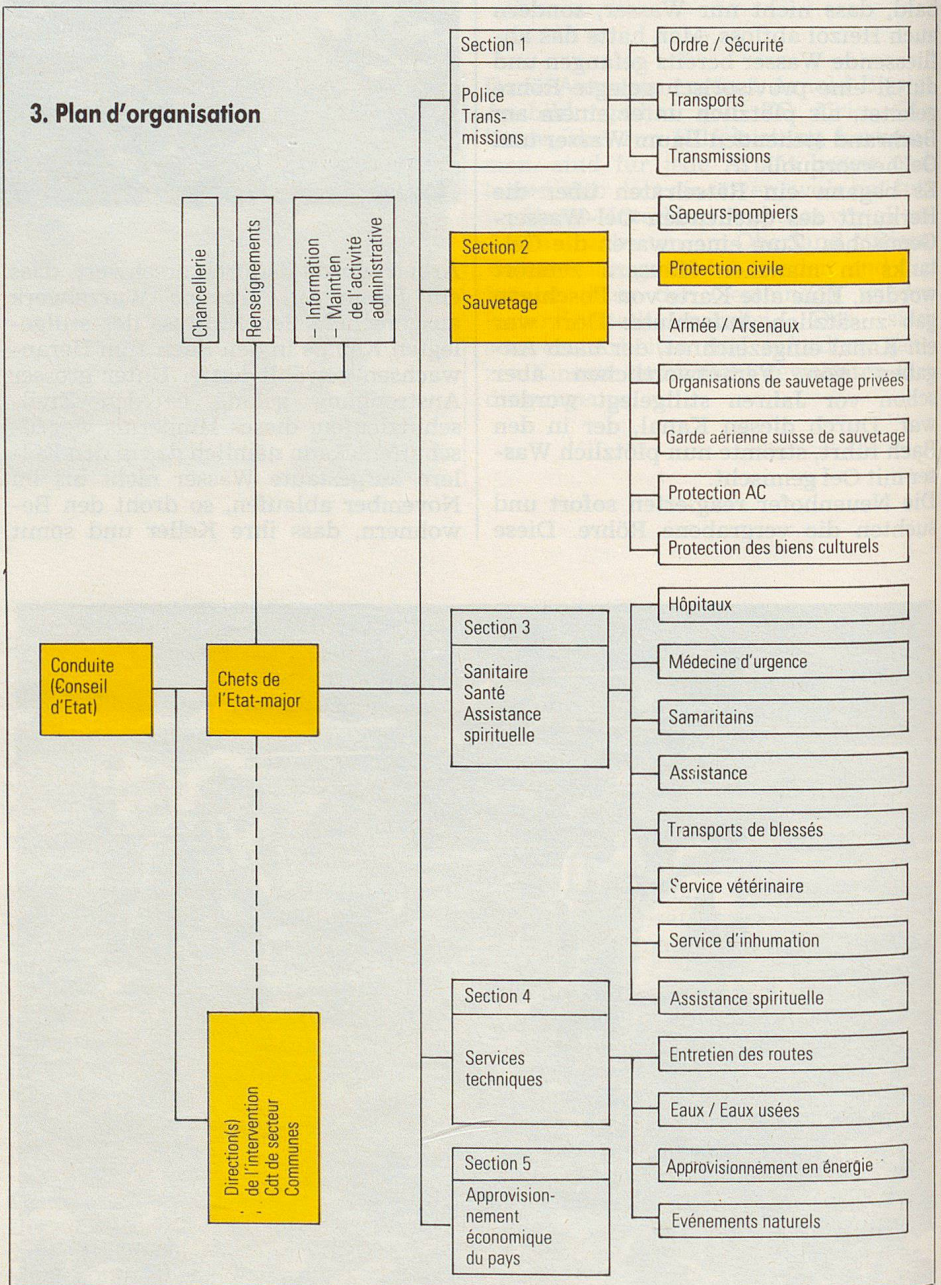 3. Plan d'organisation
Chancellerie
Renseignements
- Information
- Maintien
de l'activité
administrative
Conduite
(Conseil
d'Etat)
Chefs de
l'Etat-major
Direction(s)
de l'intervention
- Cdt de secteur
- Communes
Section 1
Police
Trans-
missions
Ordre / Sécurité
Transports
Transmissions
Section 2
Sauvetage
Sapeurs-pompiers
Protection civile
Armée / Arsenaux
Organisations de sauvetage privées
Garde aérienne suisse de sauvetage
Protection AC
Protection des biens culturels
Section 3
Sanitaire
Santé
Assistance
spirituelle
Hôpitaux
Médecine d'urgence
Samaritains
Assistance
Transports de blessés
Service vétérinaire
Service d'inhumation
Assistance spirituelle
Section 4
Services
techniques
Entretien des routes
Eaux / Eaux usées
Approvisionnement en énergie
Evénements naturels
Section 5
Approvision-
nement
économique
du pays